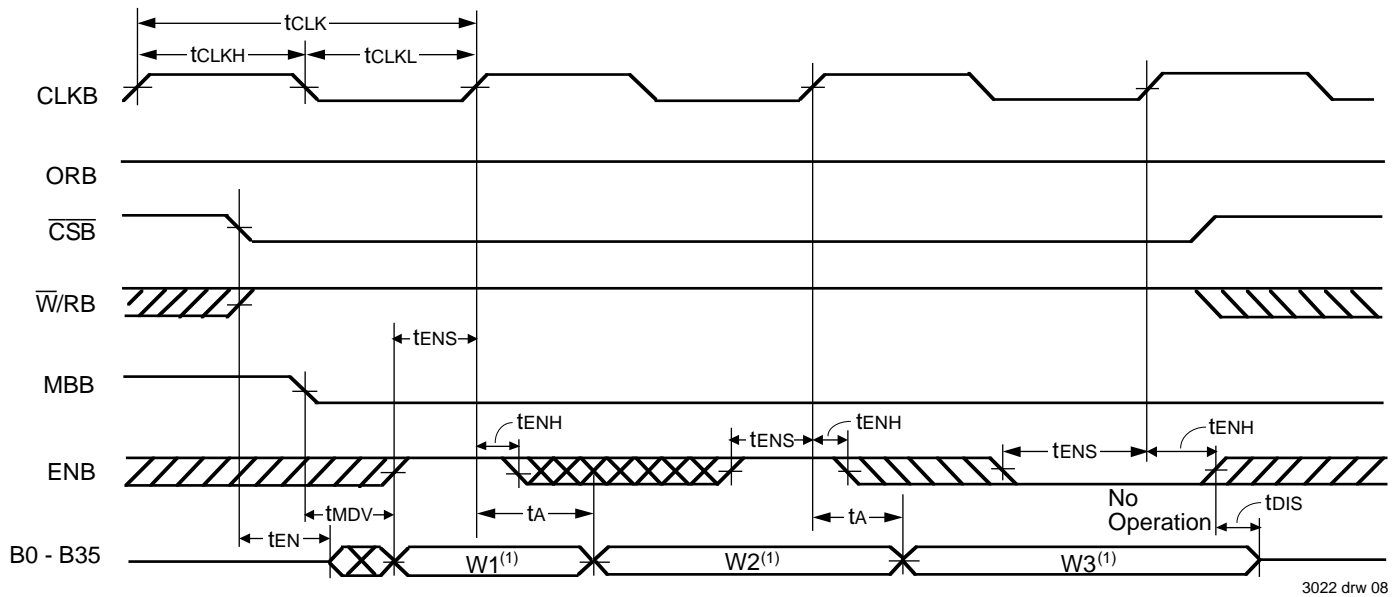 tCLK
tCLKH
tCLKL
CLKB
ORB
CSB
W/RB
tENS
MBB
tENH
tENS
tENH
tENS
tENH
ENB
No
Operation
tMDV
tA
tA
tDIS
tEN
B0 - B35
W1(1)
W2(1)
W3(1)
3022 drw 08